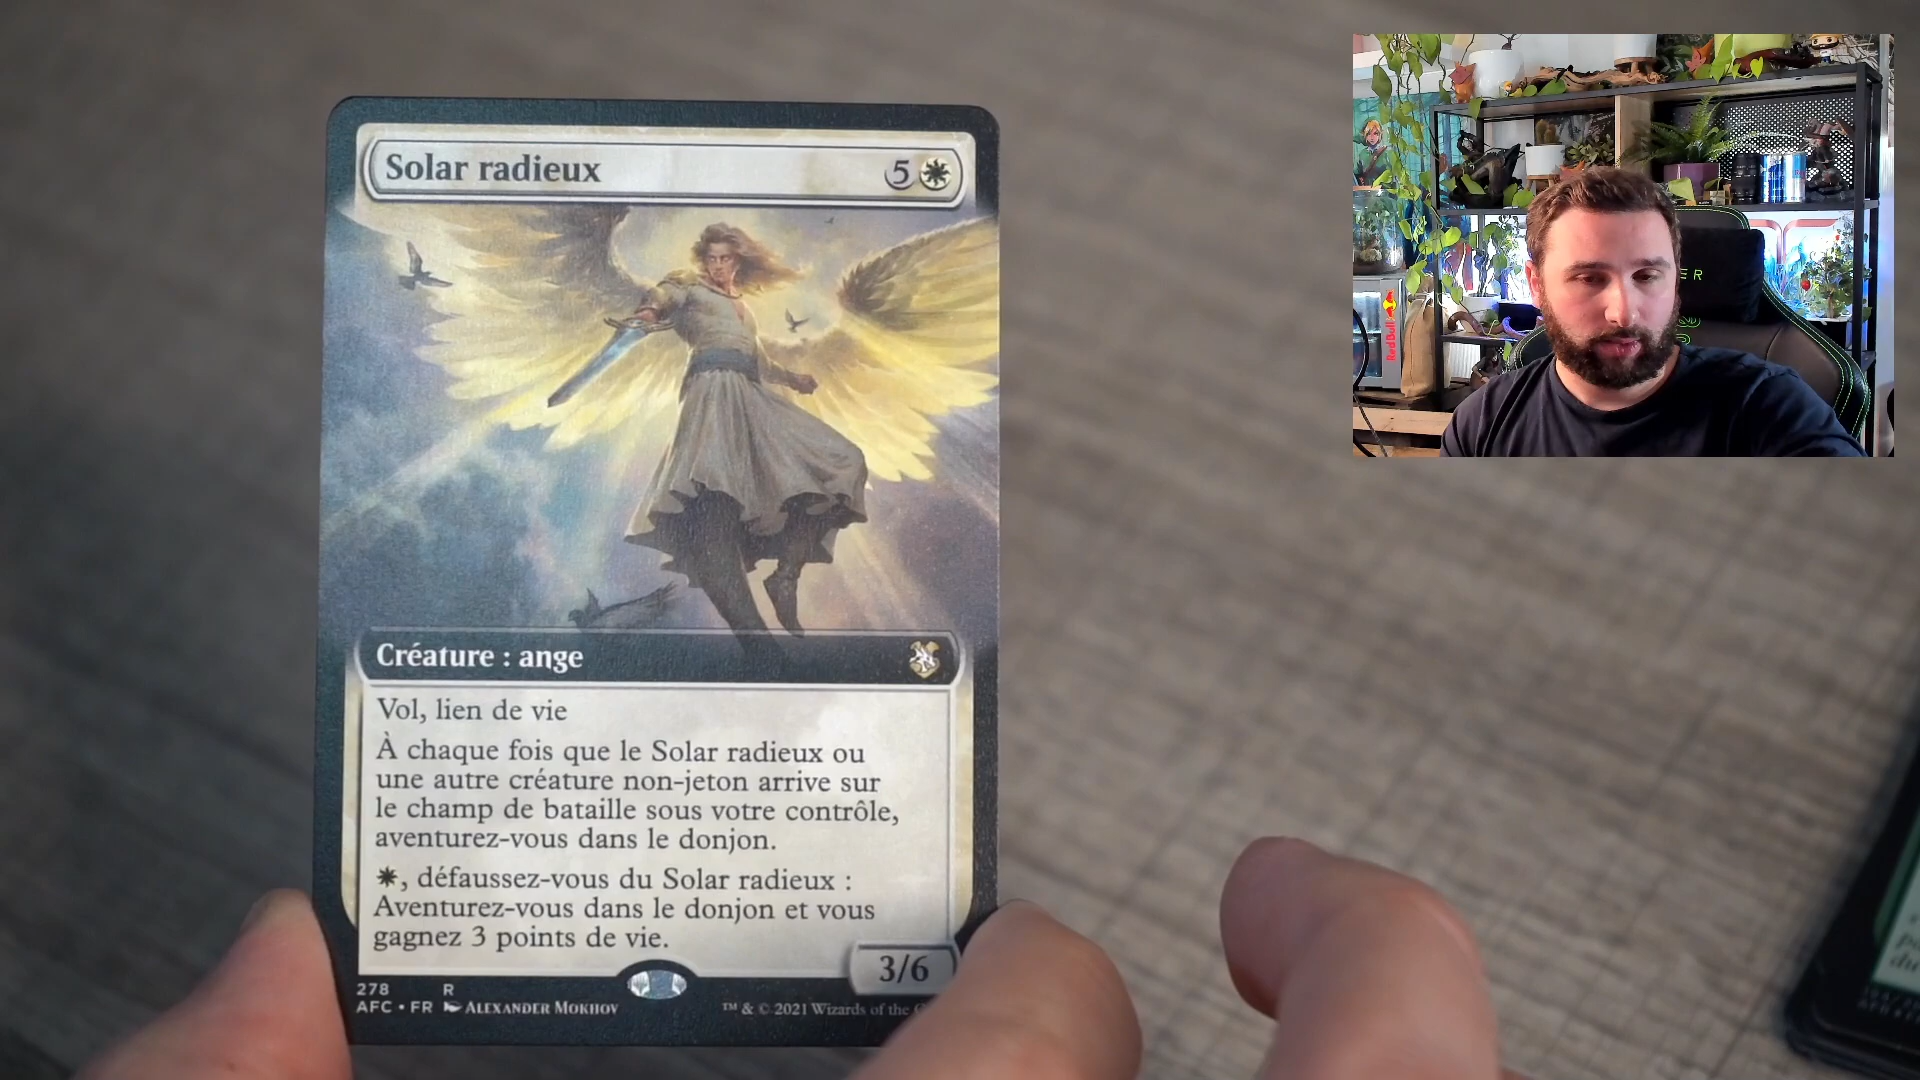 Solar radieux
5
Créature : ange
Vol, lien de vie
À chaque fois que le Solar radieux ou
une autre créature non-jeton arrive sur
le champ de bataille sous votre contrôle,
aventurez-vous dans le donjon.
, défaussez-vous du Solar radieux :
Aventurez-vous dans le donjon et vous
gagnez 3 points de vie.
3/6
278 R
AFC • FR ALEXANDER MOKHOV
™ & © 2021 Wizards of the
RedBull